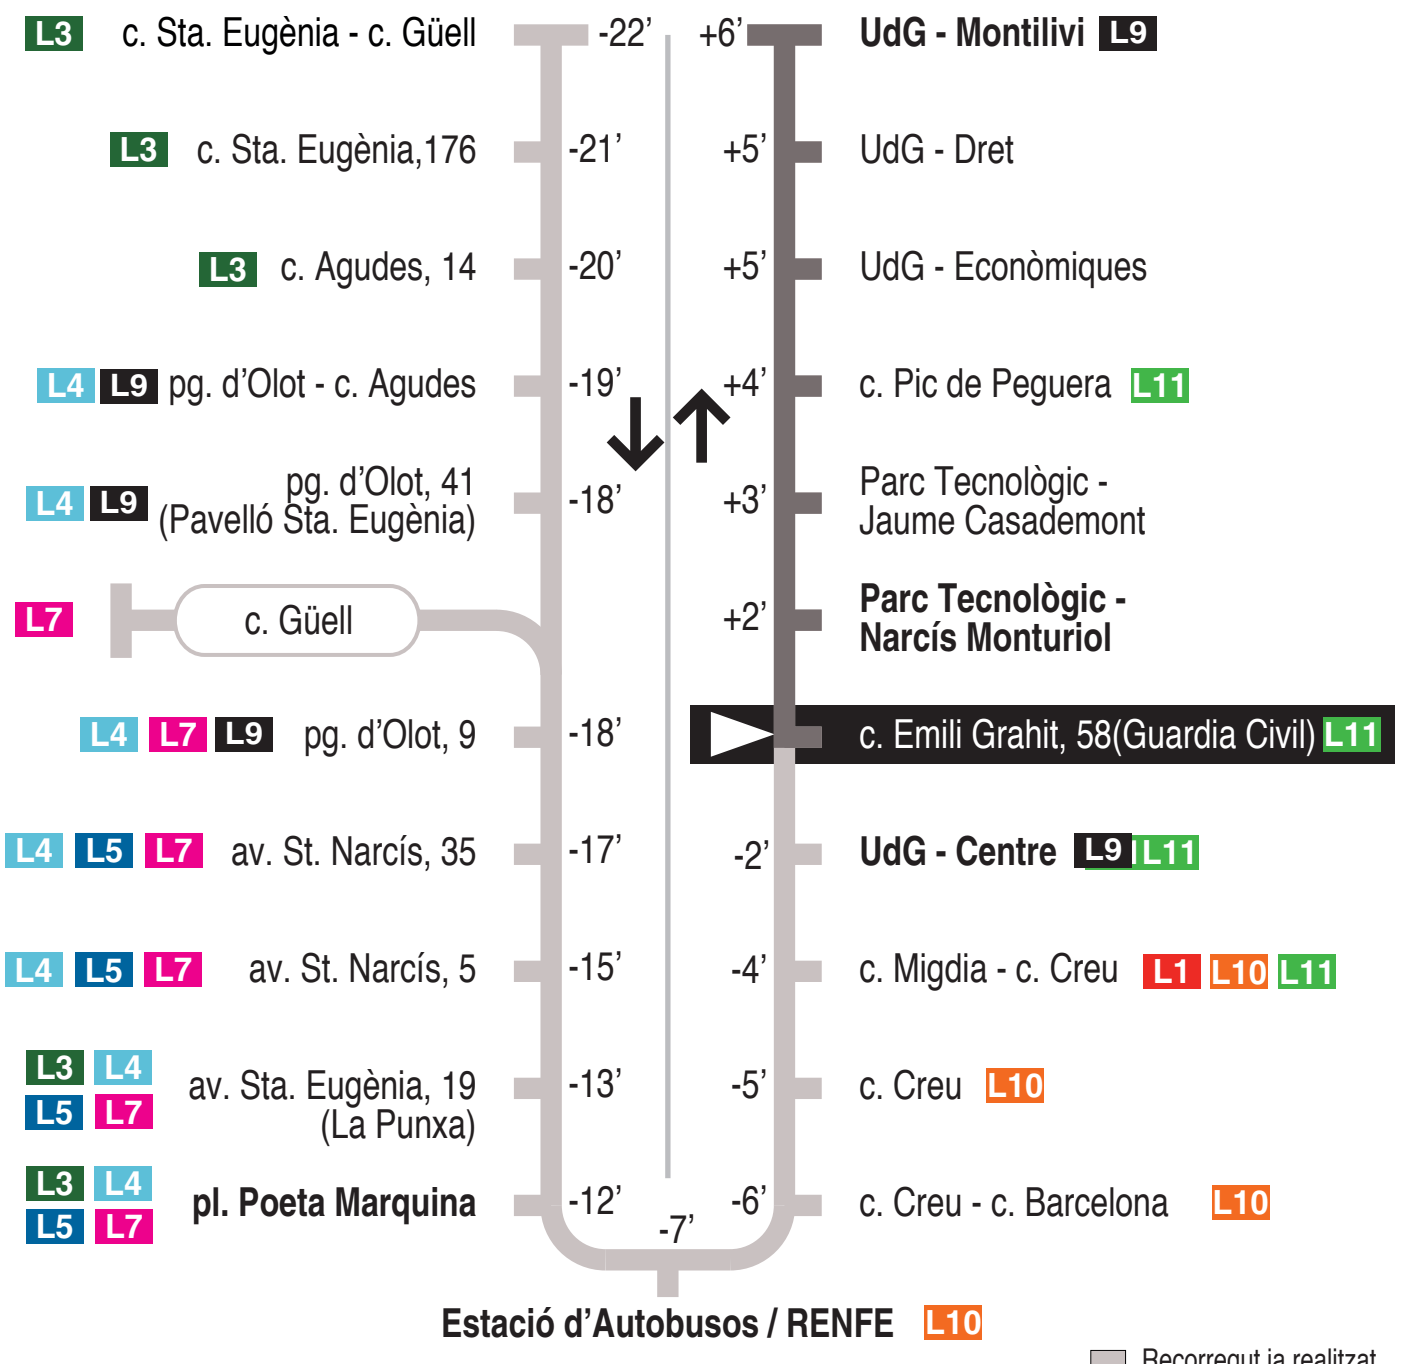 L3 c. Sta. Eugènia - c. Güell -22’ +6’ UdG - Montilivi L9
L3 c. Sta. Eugènia,176 -21’ +5’ UdG - Dret
L3 c. Agudes, 14 -20’ +5’ UdG - Econòmiques
L4 L9 pg. d’Olot - c. Agudes -19’ +4’ c. Pic de Peguera L11
L4 L9 pg. d’Olot, 41
(Pavelló Sta. Eugènia) -18’ +3’ Parc Tecnològic -
Jaume Casademont
L7 c. Güell +2’ Parc Tecnològic -
Narcís Monturiol
L4 L7 L9 pg. d’Olot, 9 -18’ c. Emili Grahit, 58(Guardia Civil) L11
L4 L5 L7 av. St. Narcís, 35 -17’ -2’ UdG - Centre L9 L11
L4 L5 L7 av. St. Narcís, 5 -15’ -4’ c. Migdia - c. Creu L1 L10 L11
L3 L4
L5 L7 av. Sta. Eugènia, 19
(La Punxa) -13’ -5’ c. Creu L10
L3 L4
L5 L7 pl. Poeta Marquina -12’ -6’ c. Creu - c. Barcelona L10
-7’
Estació d’Autobusos / RENFE L10
Recorregut ja realitzat